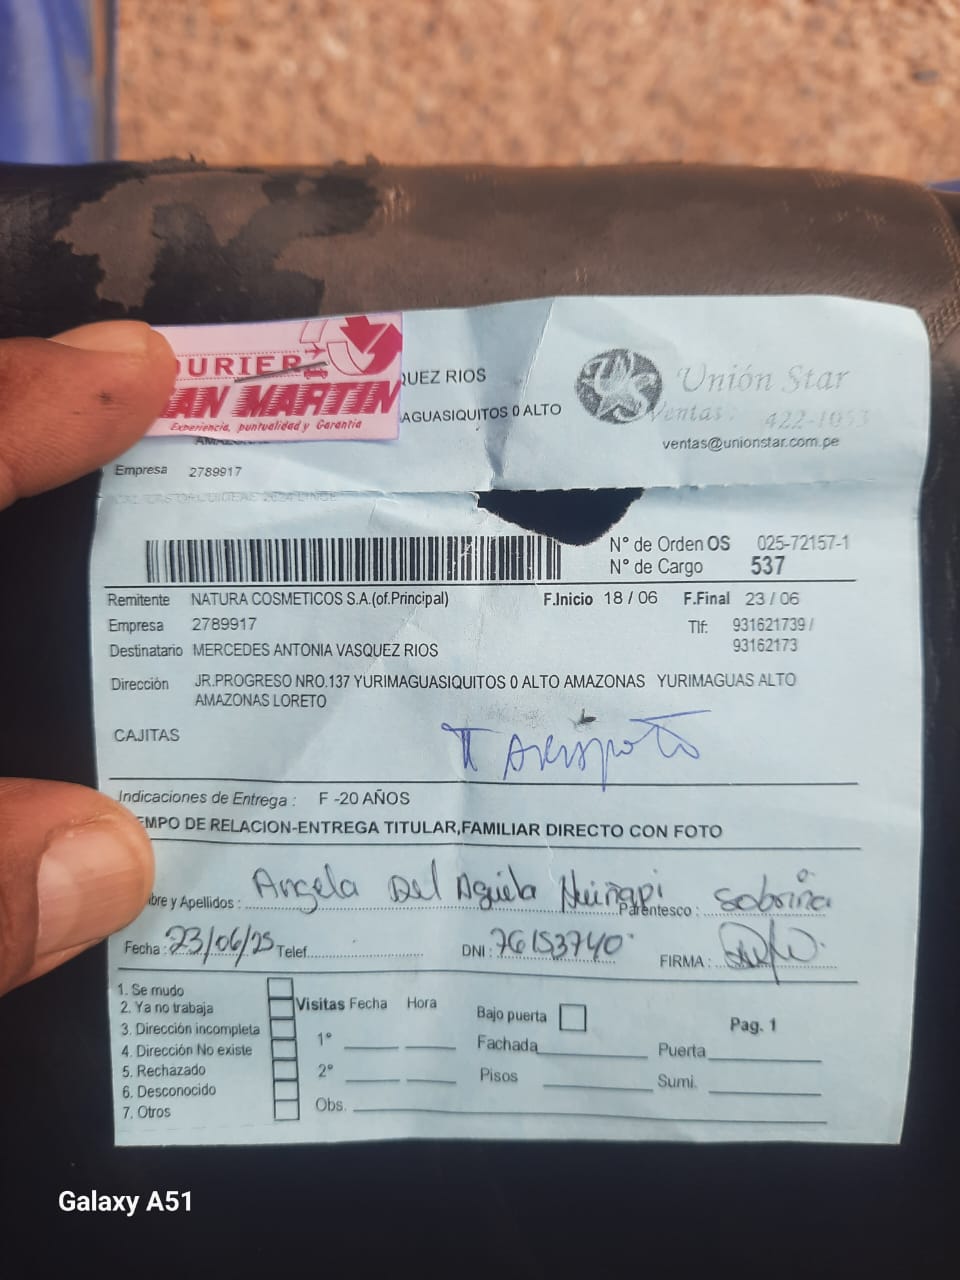 OURIER
SAN MARTIN
Experiencia, puntualidad y Garantia
QUEZ RIOS
AGUASIQUITOS 0 ALTO
Unión Star
Ventas: 422-1053
ventas@unionstar.com.pe
Empresa 2789917
N° de Orden OS 025-72157-1
N° de Cargo 537
Remitente NATURA COSMETICOS S.A.(of.Principal) F.Inicio 18 / 06 F.Final 23 / 06
Empresa 2789917 Tlf: 931621739 /
93162173
Destinatario MERCEDES ANTONIA VASQUEZ RIOS
Dirección JR.PROGRESO NRO.137 YURIMAGUASIQUITOS 0 ALTO AMAZONAS YURIMAGUAS ALTO
AMAZONAS LORETO
CAJITAS
Indicaciones de Entrega : F -20 AÑOS
EMPO DE RELACION-ENTREGA TITULAR,FAMILIAR DIRECTO CON FOTO
bre y Apellidos : Angela Del Aguila Parentesco : Sobrina
Fecha : 23/06/25 Telef. DNI : 76153740 FIRMA :
1. Se mudo
2. Ya no trabaja
3. Dirección incompleta
4. Dirección No existe
5. Rechazado
6. Desconocido
7. Otros
Visitas Fecha Hora
1°
2°
Obs.
Bajo puerta
Fachada
Pisos
Pag. 1
Puerta
Sumi.
Galaxy A51